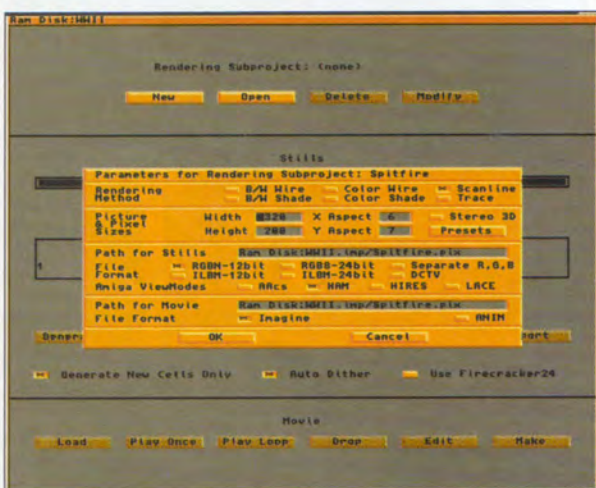 Ram Disk:WWII
Rendering Subproject: (none)
New Open Delete Modify
Stills
Parameters for Rendering Subproject: Spitfire
Rendering Method B/W Wire Color Wire Scanline
B/W Shade Color Shade Trace
Picture & Pixel Sizes Width 320 X Aspect 6 Stereo 3D
Height 200 Y Aspect 7 Presets
Path for Stills Ram Disk:WWII.imp/Spitfire.pix
File Format RGBN-12bit RGB8-24bit Separate R,G,B
ILBM-12bit ILBM-24bit DCTV
Amiga ViewModes HAM HIRES LACE
Path for Movie Ram Disk:WWII.imp/Spitfire.pix
File Format Imagine ANIM
OK Cancel
1
Generate New Cells Only Auto Dither Use Firecracker24
Movie
Load Play Once Play Loop Drop Edit Make